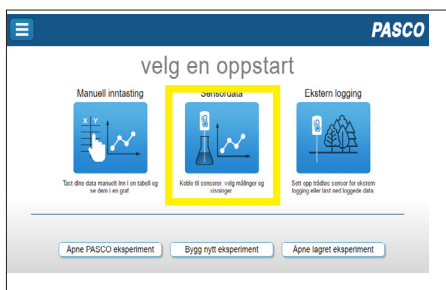 PASCO
velg en oppstart
Manuell inntasting
Sensordata
Ekstern logging
X Y
Tast dine data manuelt inn i en tabell og
se dem i en graf
Koble til sensorer, velg målinger og
visninger
Sett opp trådløs sensor for ekstern
logging eller last ned loggede data
Åpne PASCO eksperiment
Bygg nytt eksperiment
Åpne lagret eksperiment